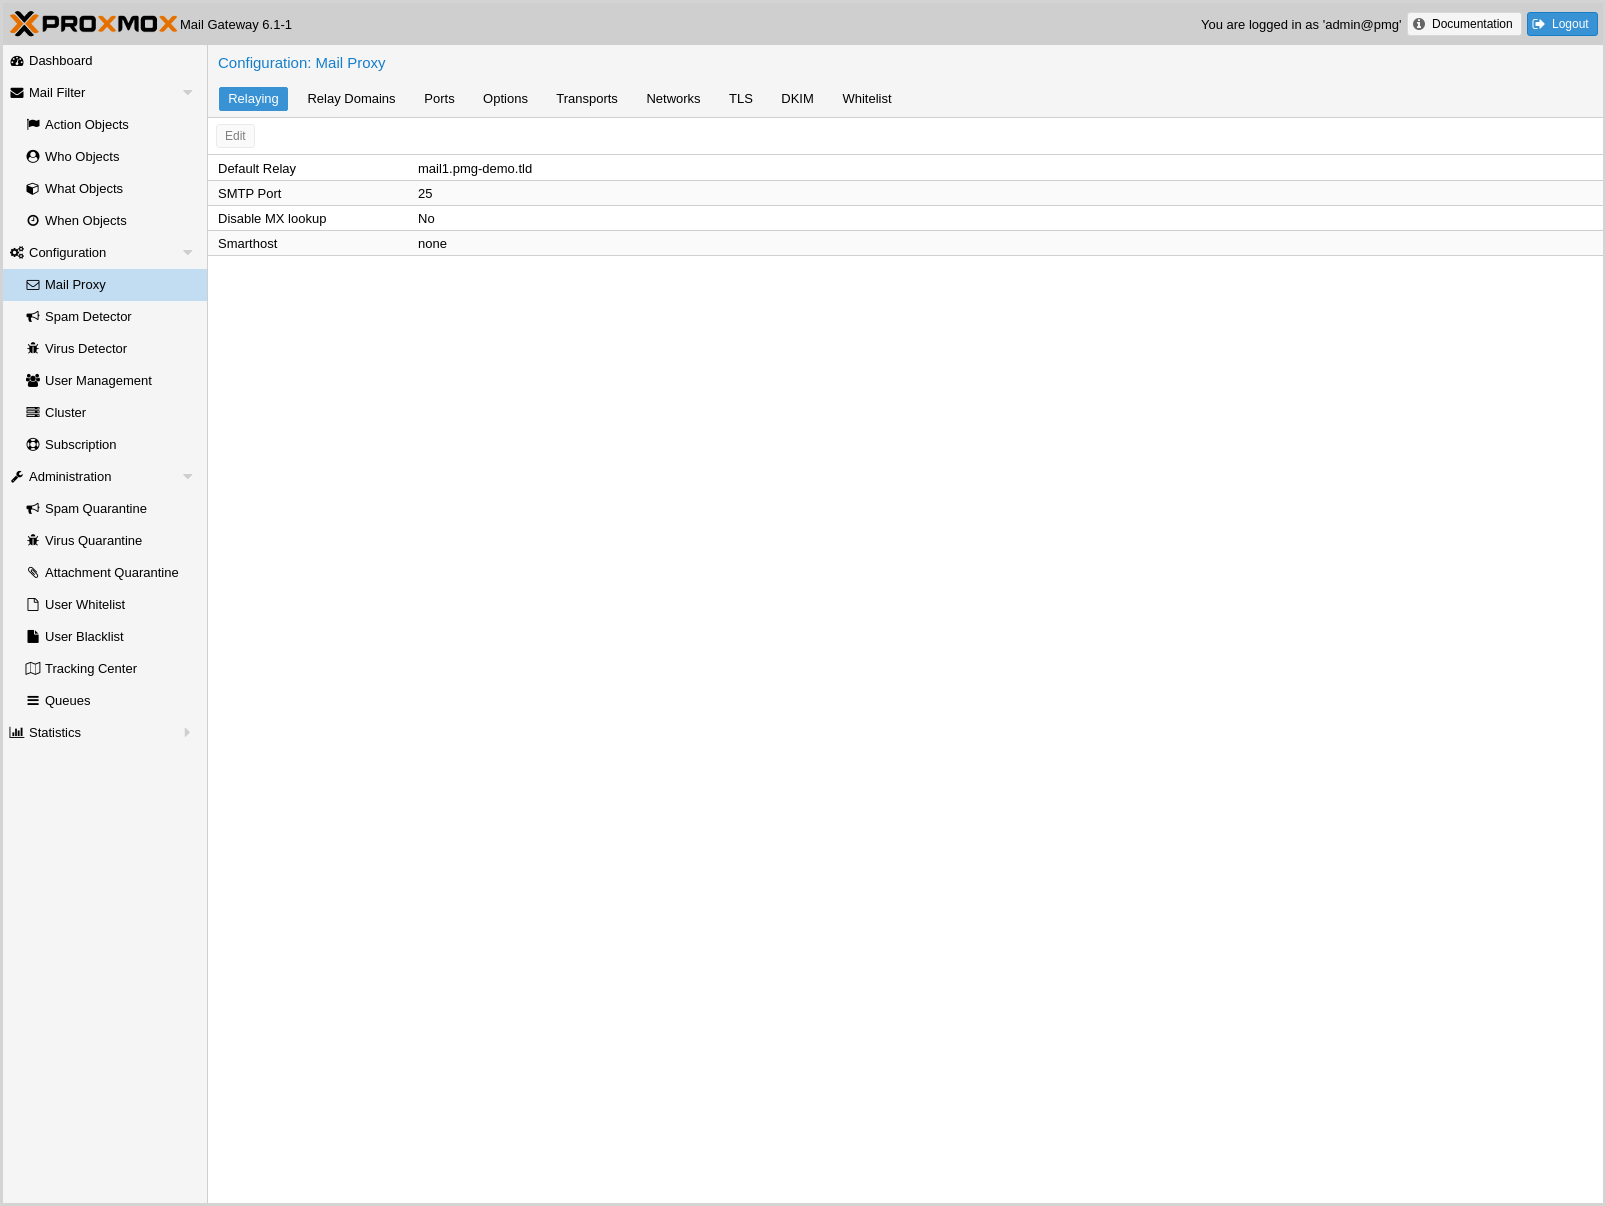 PROXMOX Mail Gateway 6.1-1
You are logged in as 'admin@pmg' Documentation Logout
Dashboard
Mail Filter
Action Objects
Who Objects
What Objects
When Objects
Configuration
Mail Proxy
Spam Detector
Virus Detector
User Management
Cluster
Subscription
Administration
Spam Quarantine
Virus Quarantine
Attachment Quarantine
User Whitelist
User Blacklist
Tracking Center
Queues
Statistics
Configuration: Mail Proxy
Relaying Relay Domains Ports Options Transports Networks TLS DKIM Whitelist
Edit
Default Relay mail1.pmg-demo.tld
SMTP Port 25
Disable MX lookup No
Smarthost none